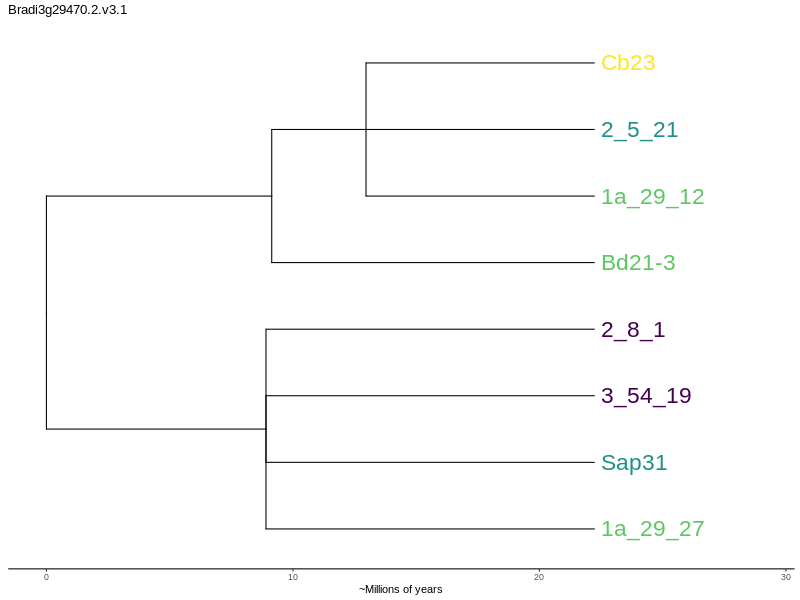 Bradi3g29470.2.v3.1
Cb23
2_5_21
1a_29_12
Bd21-3
2_8_1
3_54_19
Sap31
1a_29_27
0 10 20 30
~Millions of years